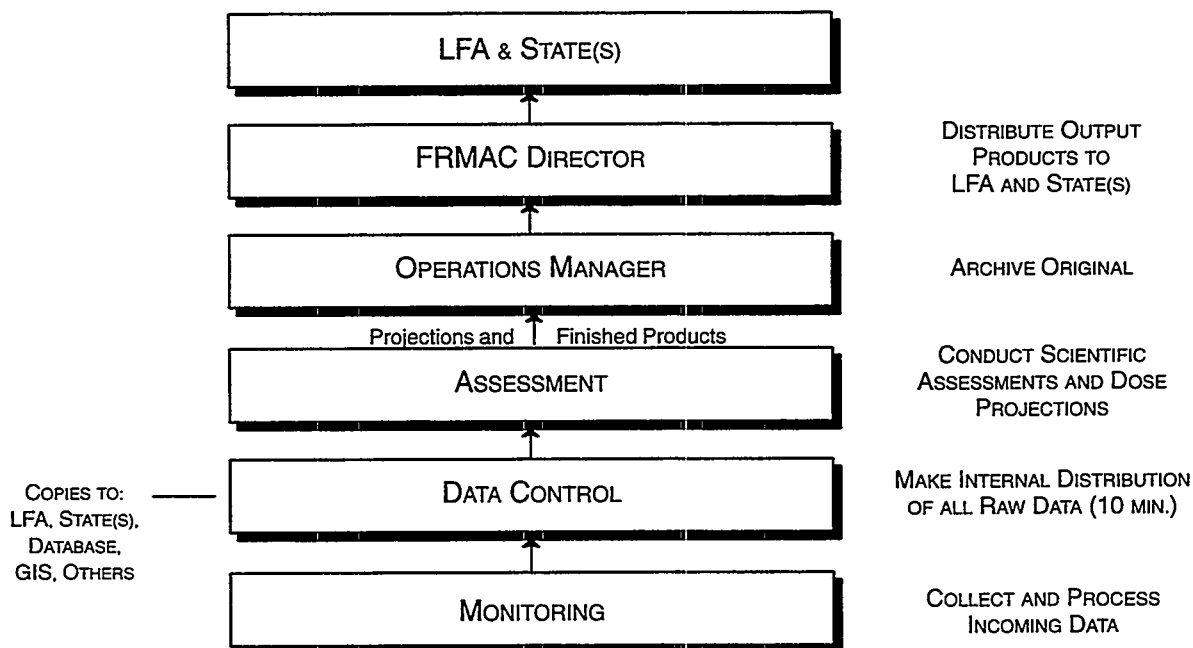 LFA & STATE(S)
FRMAC DIRECTOR
DISTRIBUTE OUTPUT
PRODUCTS TO
LFA AND STATE(S)
OPERATIONS MANAGER
ARCHIVE ORIGINAL
Projections and Finished Products
ASSESSMENT
CONDUCT SCIENTIFIC
ASSESSMENTS AND DOSE
PROJECTIONS
COPIES TO:
LFA, STATE(S),
DATABASE,
GIS, OTHERS
DATA CONTROL
MAKE INTERNAL DISTRIBUTION
OF ALL RAW DATA (10 MIN.)
MONITORING
COLLECT AND PROCESS
INCOMING DATA